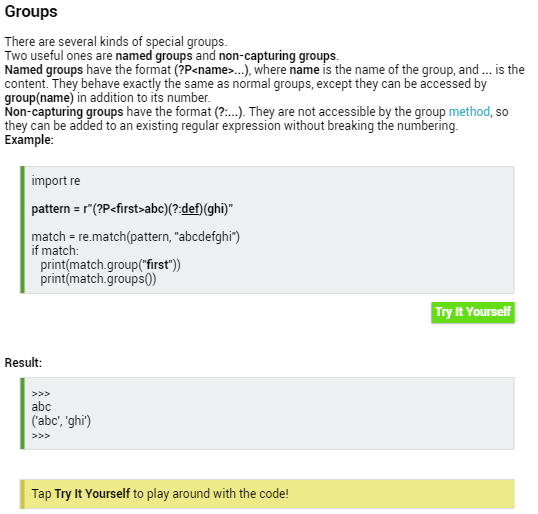 Groups
There are several kinds of special groups.
Two useful ones are named groups and non-capturing groups.
Named groups have the format (?P<name>...), where name is the name of the group, and ... is the
content. They behave exactly the same as normal groups, except they can be accessed by
group(name) in addition to its number.
Non-capturing groups have the format (?:...). They are not accessible by the group method, so
they can be added to an existing regular expression without breaking the numbering.
Example:
import re
pattern = r"(?P<first>abc)(?:def)(ghi)"
match = re.match(pattern, "abcdefghi")
if match:
print(match.group("first"))
print(match.groups())
Try It Yourself
Result:
>>>
abc
('abc', 'ghi')
>>>
Tap Try It Yourself to play around with the code!